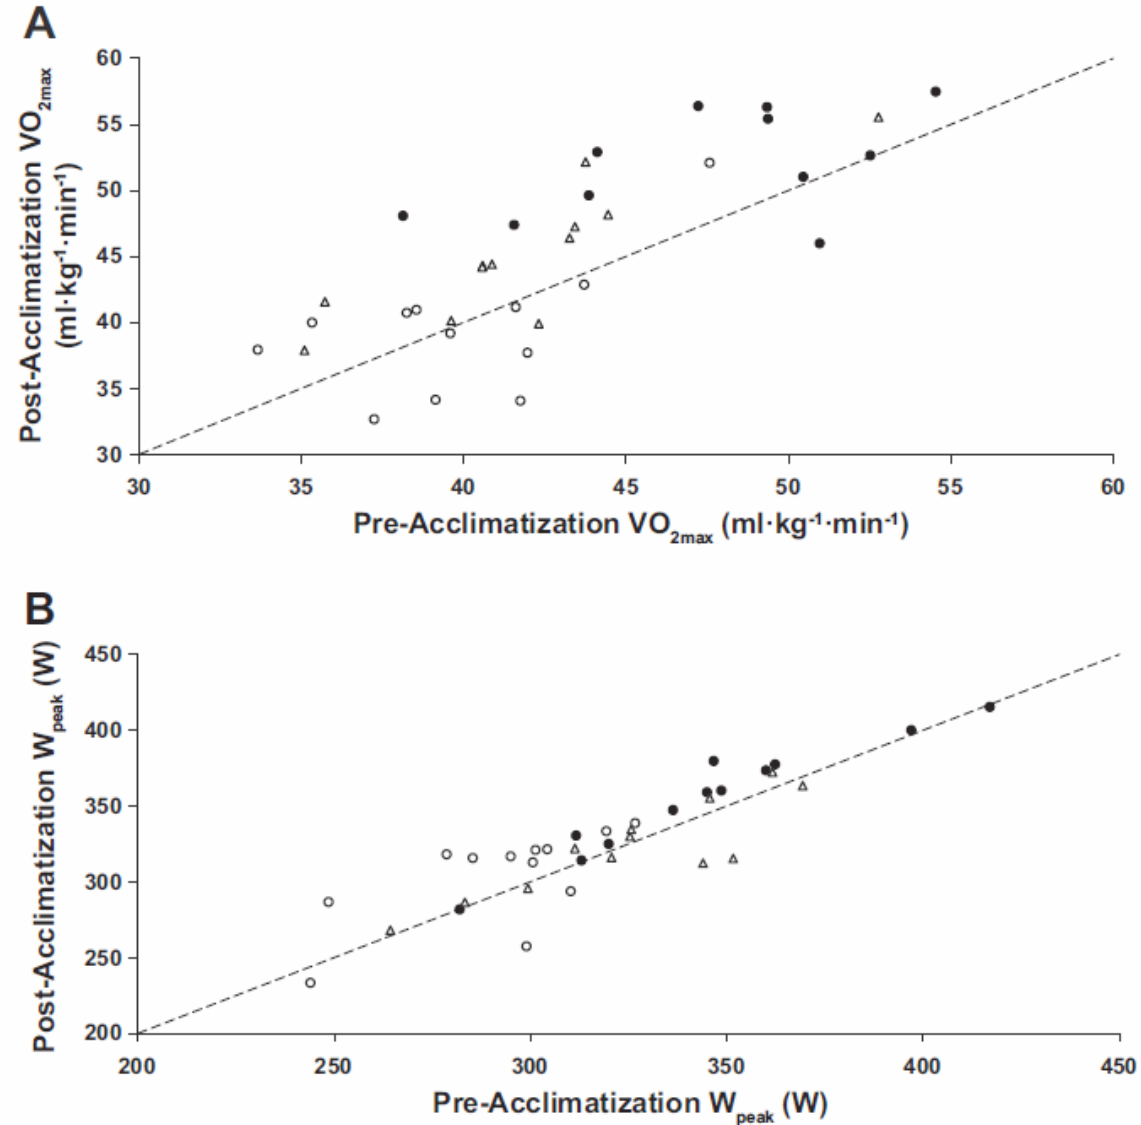 A
60
55
50
45
40
35
30
Post-Acclimatization VO2max
(ml·kg-1·min-1)
30 35 40 45 50 55 60
Pre-Acclimatization VO2max (ml·kg-1·min-1)
B
450
400
350
300
250
200
Post-Acclimatization Wpeak (W)
200 250 300 350 400 450
Pre-Acclimatization Wpeak (W)